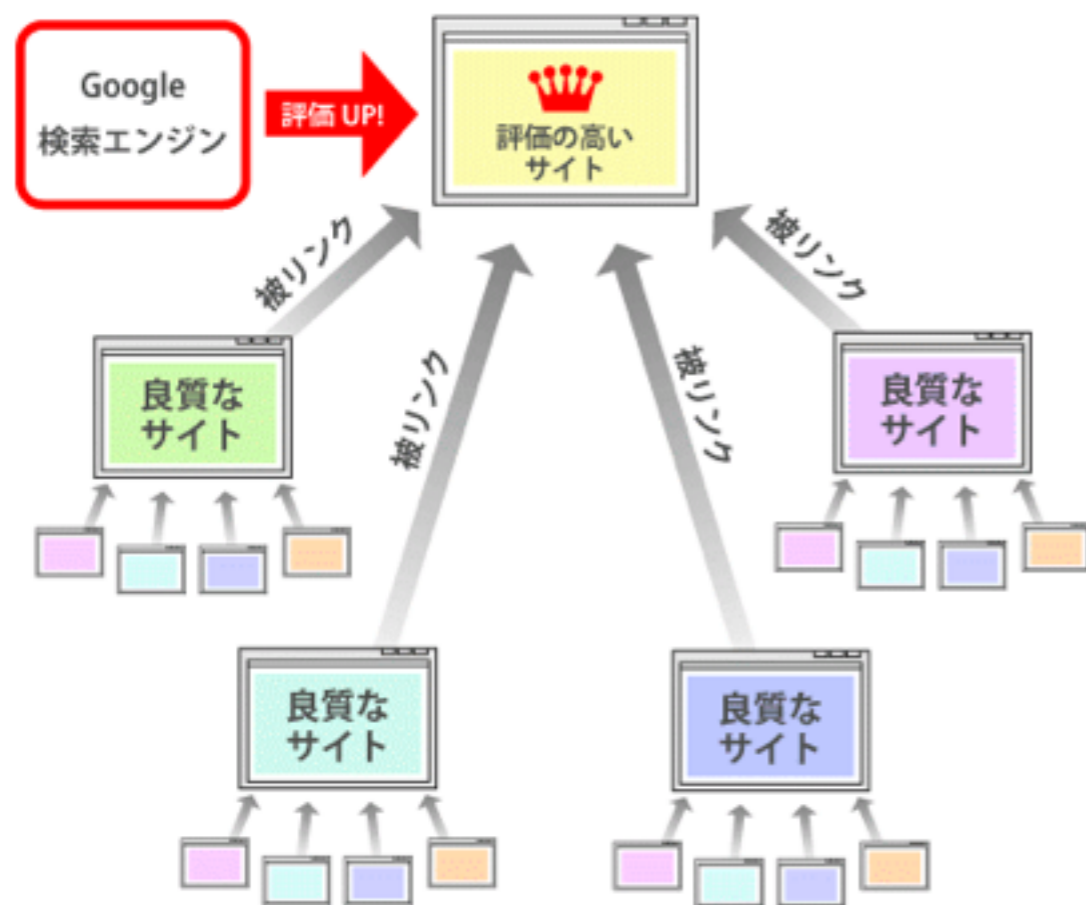 Google
検索エンジン
評価 UP!
評価の高い
サイト
被リンク
被リンク
被リンク
被リンク
良質な
サイト
良質な
サイト
良質な
サイト
良質な
サイト